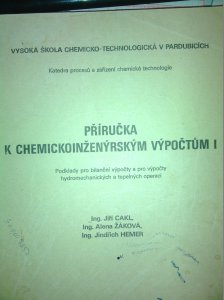 VYSOKÁ ŠKOLA CHEMICKO-TECHNOLOGICKÁ V PARDUBICÍCH
Katedra procesů a zařízení chemické technologie
PŘÍRUČKA
K CHEMICKOINŽENÝRSKÝM VÝPOČTŮM I
Podklady pro bilanční výpočty a pro výpočty
hydromechanických a tepelných operací
Ing. Jiří CAKL,
Ing. Alena ŽÁKOVÁ,
Ing. Jindřich HEMER